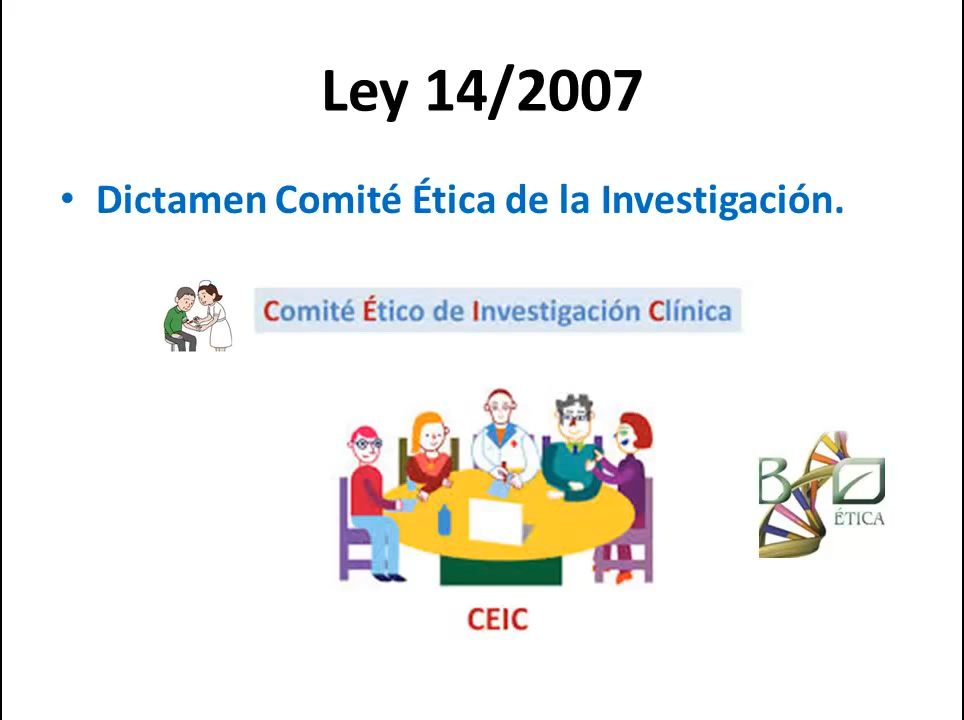 Ley 14/2007
• Dictamen Comité Ética de la Investigación.
Comité Ético de Investigación Clínica
B O
ÉTICA
CEIC